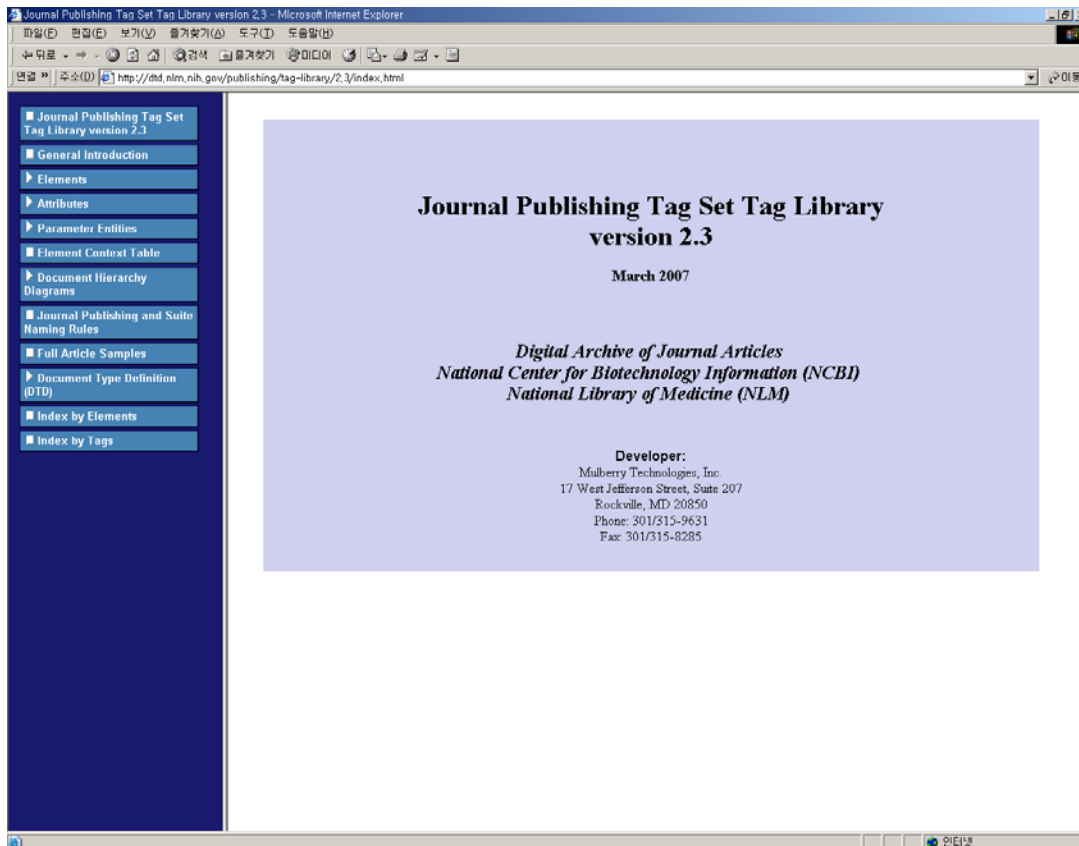 Journal Publishing Tag Set Tag Library version 2,3 - Microsoft Internet Explorer
파일(F) 편집(E) 보기(V) 즐겨찾기(A) 도구(T) 도움말(H)
뒤로 검색 즐겨찾기 미디어
연결 » 주소(D) http://dtd,nlm,nih,gov/publishing/tag-library/2,3/index,html 이동
Journal Publishing Tag Set
Tag Library version 2.3
General Introduction
Elements
Attributes
Parameter Entities
Element Context Table
Document Hierarchy
Diagrams
Journal Publishing and Suite
Naming Rules
Full Article Samples
Document Type Definition
(DTD)
Index by Elements
Index by Tags
Journal Publishing Tag Set Tag Library
version 2.3
March 2007
Digital Archive of Journal Articles
National Center for Biotechnology Information (NCBI)
National Library of Medicine (NLM)
Developer:
Mulberry Technologies, Inc.
17 West Jefferson Street, Suite 207
Rockville, MD 20850
Phone: 301/315-9631
Fax: 301/315-8285
인터넷